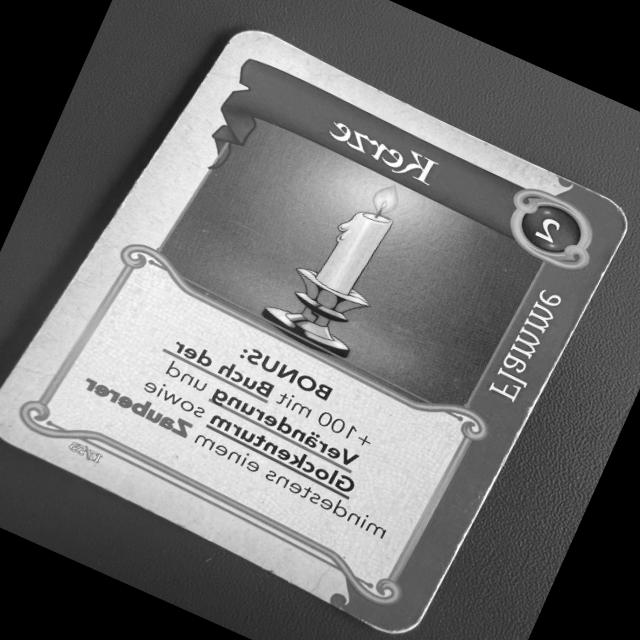 Kerze
2
Flamme
BONUS:
+100 mit Buch der
Veränderung und
Glockenturm sowie
mindestens einem Zauberer